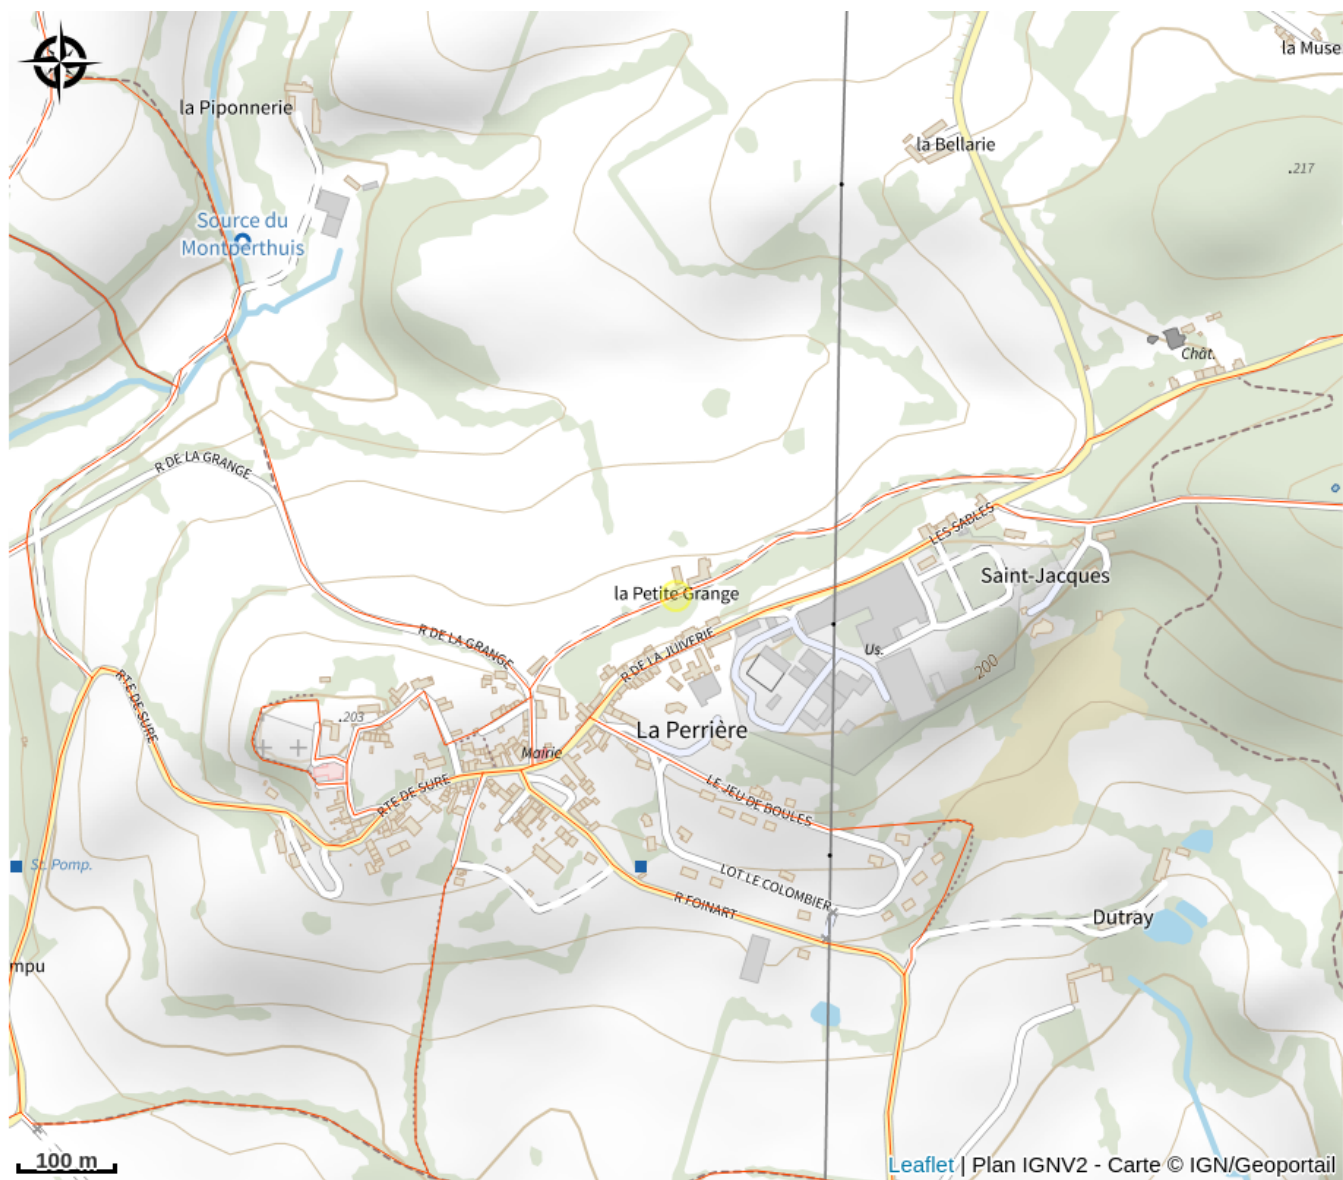 la Muse
la Piponnerie
la Bellarie
.217
Source du
Montperthuis
Chât.
R DE LA GRANGE
LES SABLES
Saint-Jacques
la Petite Grange
R DE LA GRANGE
R DE LA JUIVERIE
Us.
200
RTE DE SURE
.203
La Perrière
Mairie
RTE DE SURE
LE JEU DE BOULES
St. Pomp.
LOT LE COLOMBIER
R FOINART
Dutray
mpu
100 m
Leaflet | Plan IGNV2 - Carte © IGN/Geoportail